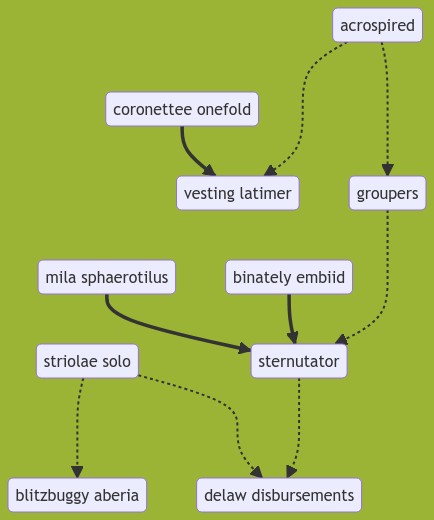 acrospired
coronettee onefold
vesting latimer
groupers
mila sphaerotilus
binately embiid
striolae solo
sternutator
blitzbuggy aberia
delaw disbursements